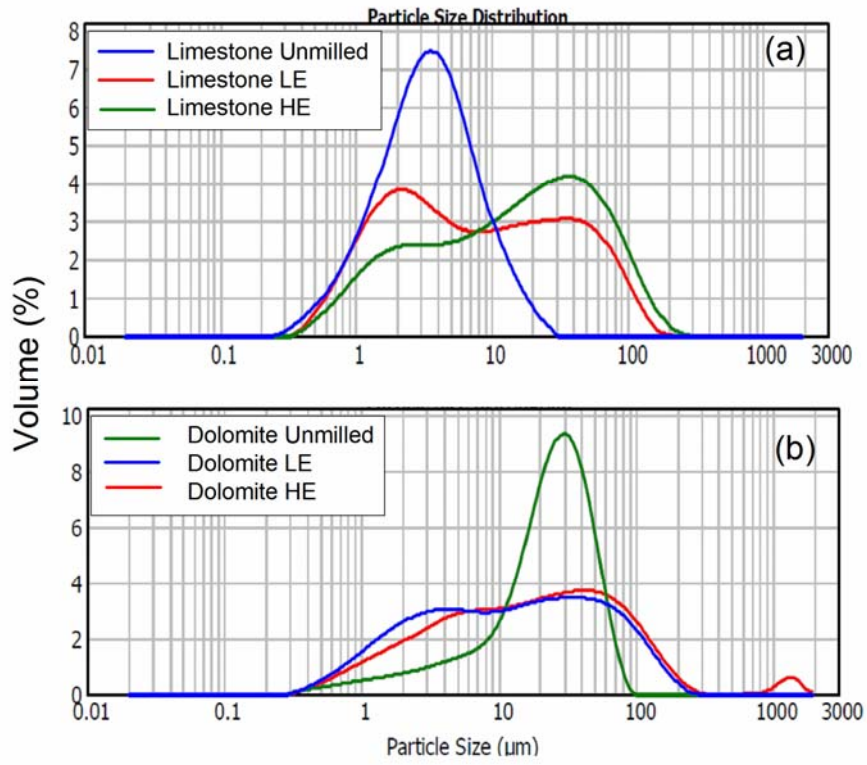 Particle Size Distribution
8
(a)
Limestone Unmilled
Limestone LE
Limestone HE
7
6
5
4
3
2
1
0
0.01 0.1 1 10 100 1000 3000
Volume (%)
10
(b)
Dolomite Unmilled
Dolomite LE
Dolomite HE
8
6
4
2
0
0.01 0.1 1 10 100 1000 3000
Particle Size (µm)